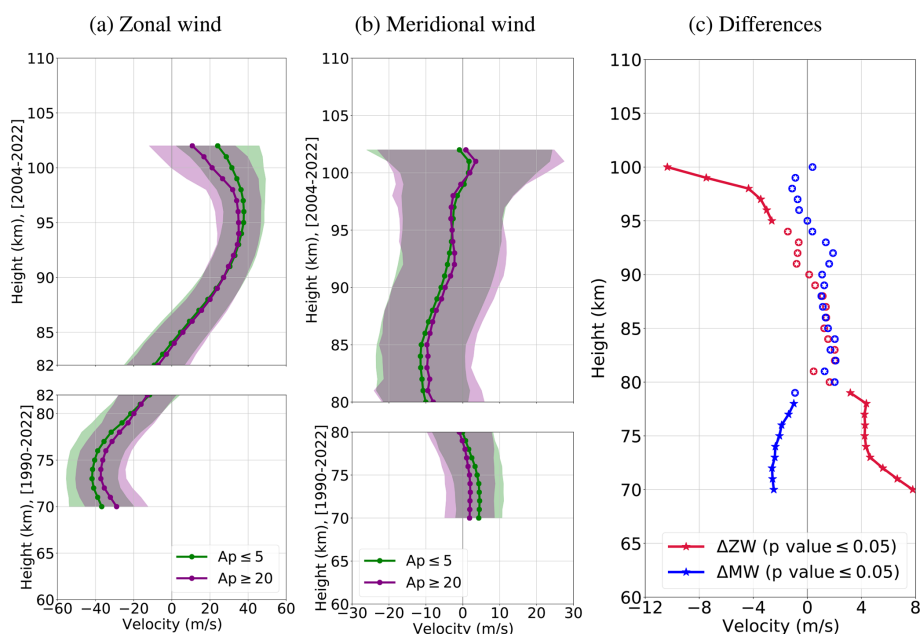 (a) Zonal wind
(b) Meridional wind
(c) Differences
Height (km), [2004-2022]
110
105
100
95
90
85
82
Height (km), [1990-2022]
82
80
75
70
65
60
Ap ≤ 5
Ap ≥ 20
−60 −40 −20 0 20 40 60
Velocity (m/s)
Height (km), [2004-2022]
110
105
100
95
90
85
80
Height (km), [1990-2022]
80
75
70
65
60
Ap ≤ 5
Ap ≥ 20
−30 −20 −10 0 10 20 30
Velocity (m/s)
Height (km)
110
105
100
95
90
85
80
75
70
65
60
ΔZW (p value ≤ 0.05)
ΔMW (p value ≤ 0.05)
−12 −8 −4 0 4 8
Velocity (m/s)